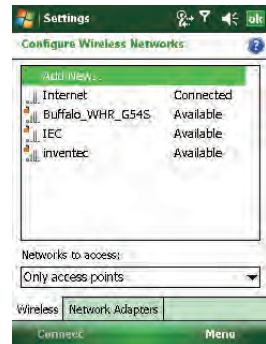 Settings ok
Configure Wireless Networks
Add New...
Internet Connected
Buffalo_WHR_G54S Available
IEC Available
inventec Available
Networks to access:
Only access points
Wireless Network Adapters
Connect Menu